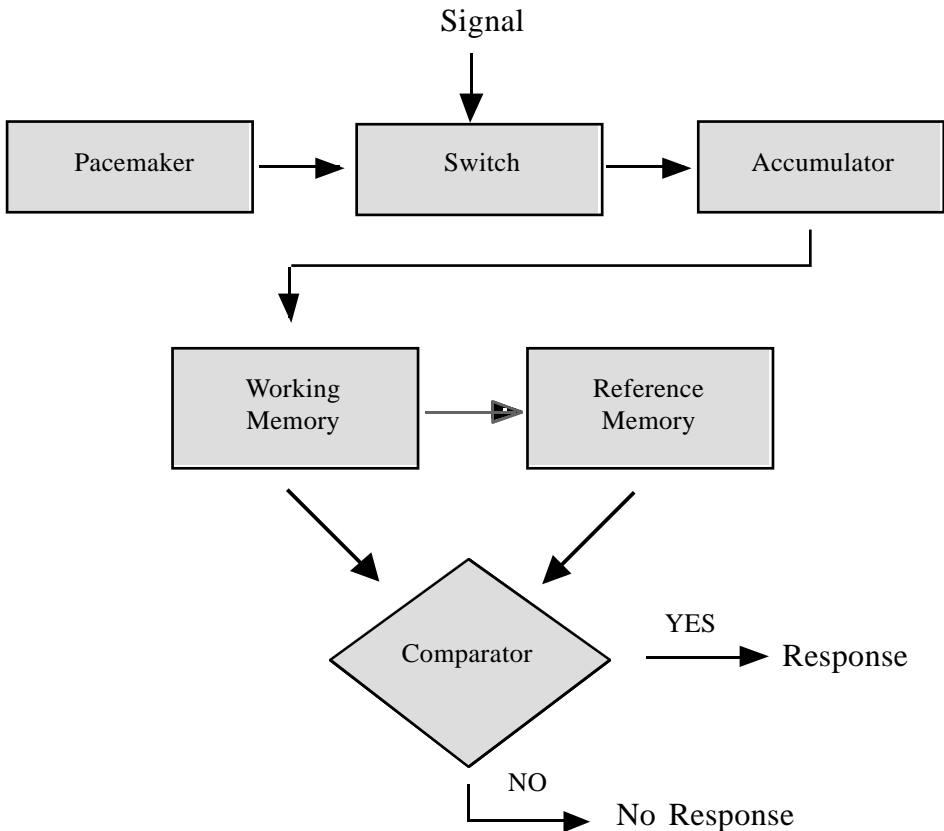 Signal
Pacemaker
Switch
Accumulator
Working
Memory
Reference
Memory
Comparator
YES
Response
NO
No Response